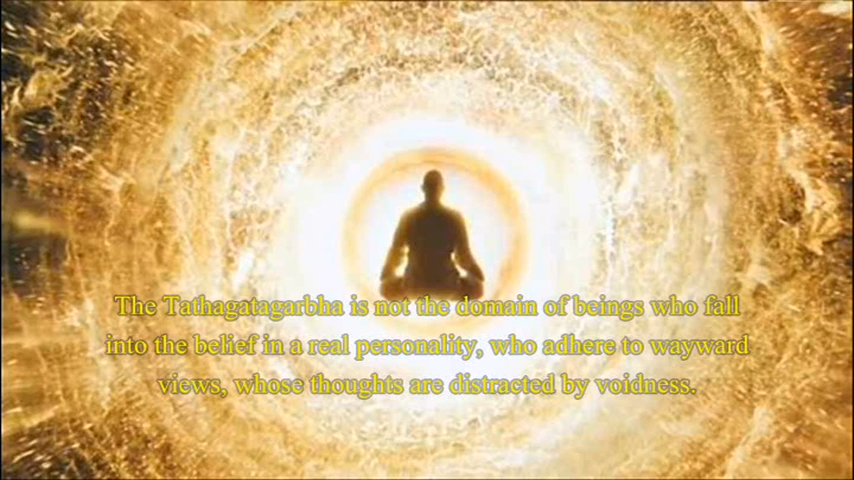 The Tathagatagarbha is not the domain of beings who fall
into the belief in a real personality, who adhere to wayward
views, whose thoughts are distracted by voidness.